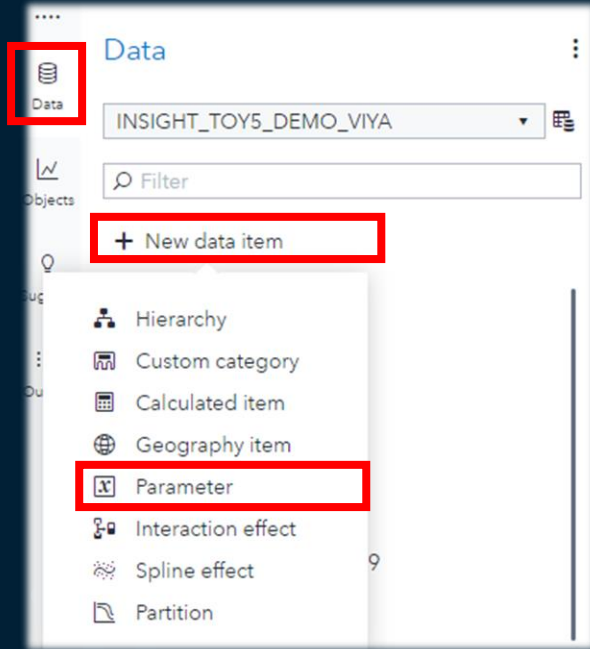 Data
Data
INSIGHT_TOY5_DEMO_VIYA
Filter
Objects
+ New data item
Hierarchy
Custom category
Calculated item
Geography item
Parameter
Interaction effect
9
Spline effect
Partition